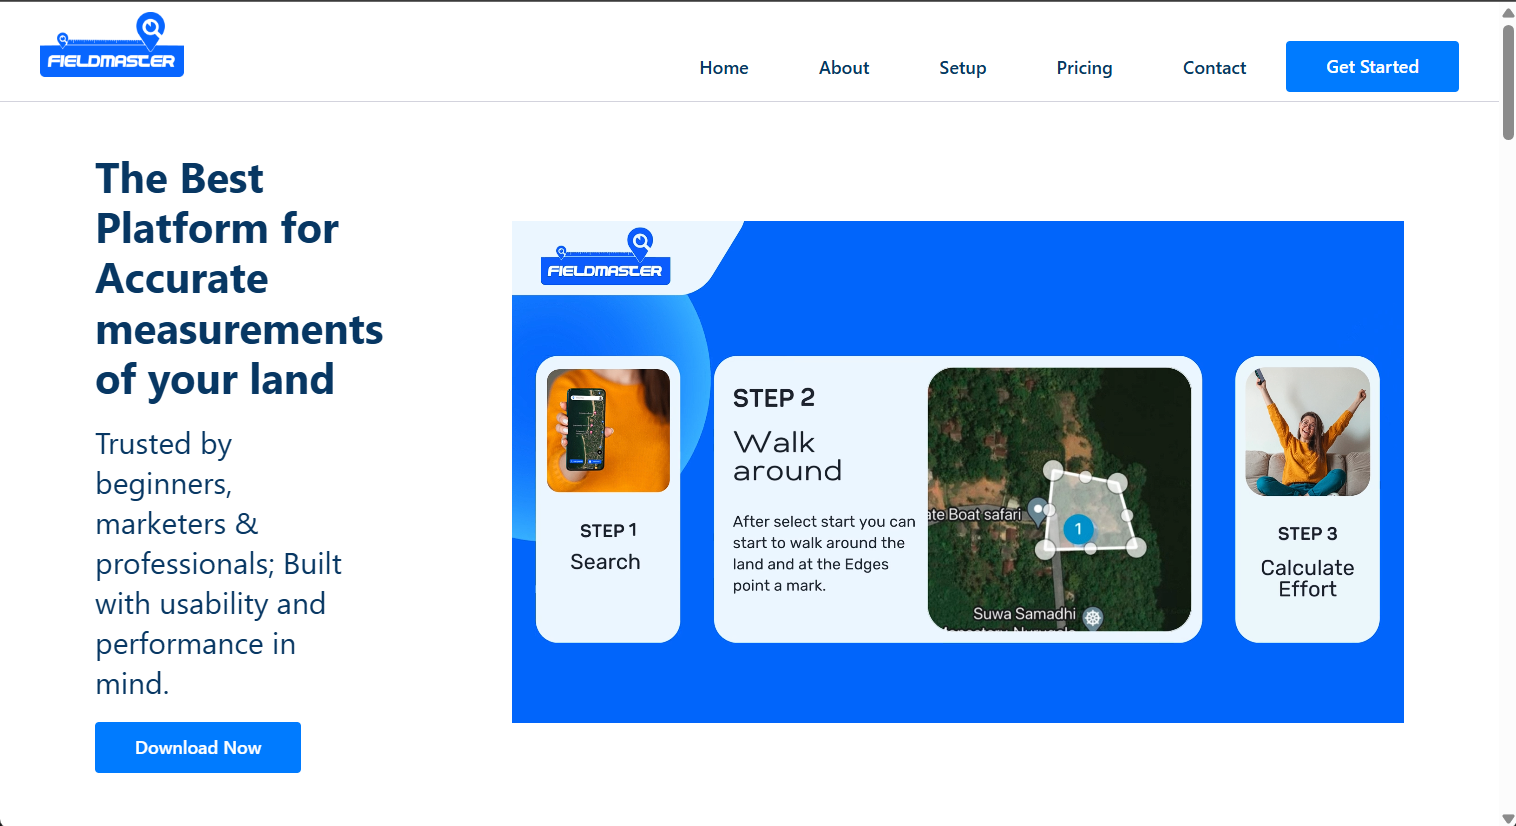 FIELDMASTER
Home
About
Setup
Pricing
Contact
Get Started
The Best
Platform for
Accurate
measurements
of your land
Trusted by
beginners,
marketers &
professionals; Built
with usability and
performance in
mind.
Download Now
FIELDMASTER
STEP 1
Search
STEP 2
Walk
around
After select start you can
start to walk around the
land and at the Edges
point a mark.
ate Boat safari
1
Suwa Samadhi
STEP 3
Calculate
Effort